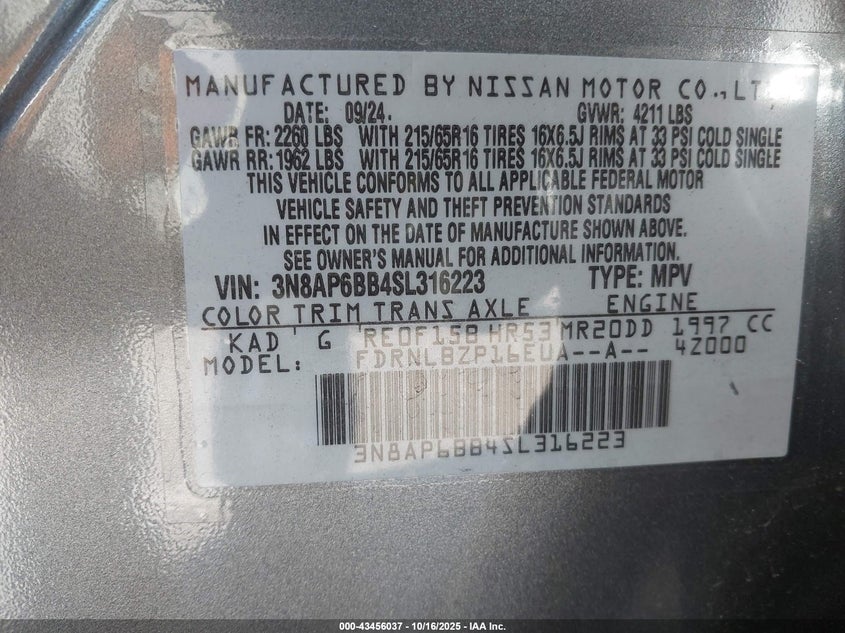 MANUFACTURED BY NISSAN MOTOR CO., LT
DATE: 09/24. GVWR: 4211 LBS
GAWR FR: 2260 LBS WITH 215/65R16 TIRES 16X6.5J RIMS AT 33 PSI COLD SINGLE
GAWR RR: 1962 LBS WITH 215/65R16 TIRES 16X6.5J RIMS AT 33 PSI COLD SINGLE
THIS VEHICLE CONFORMS TO ALL APPLICABLE FEDERAL MOTOR
VEHICLE SAFETY AND THEFT PREVENTION STANDARDS
IN EFFECT ON THE DATE OF MANUFACTURE SHOWN ABOVE.
SEE OWNER'S MANUAL FOR ADDITIONAL INFORMATION.
VIN: 3N8AP6BB4SL316223 TYPE: MPV
COLOR TRIM TRANS AXLE ENGINE
KAD G RE0F15B HR53 MR20DD 1997 CC
MODEL: FDRNLBZP16EUA--A-- 4Z000
3N8AP6BB4SL316223
000-43456037 - 10/16/2025 - IAA Inc.